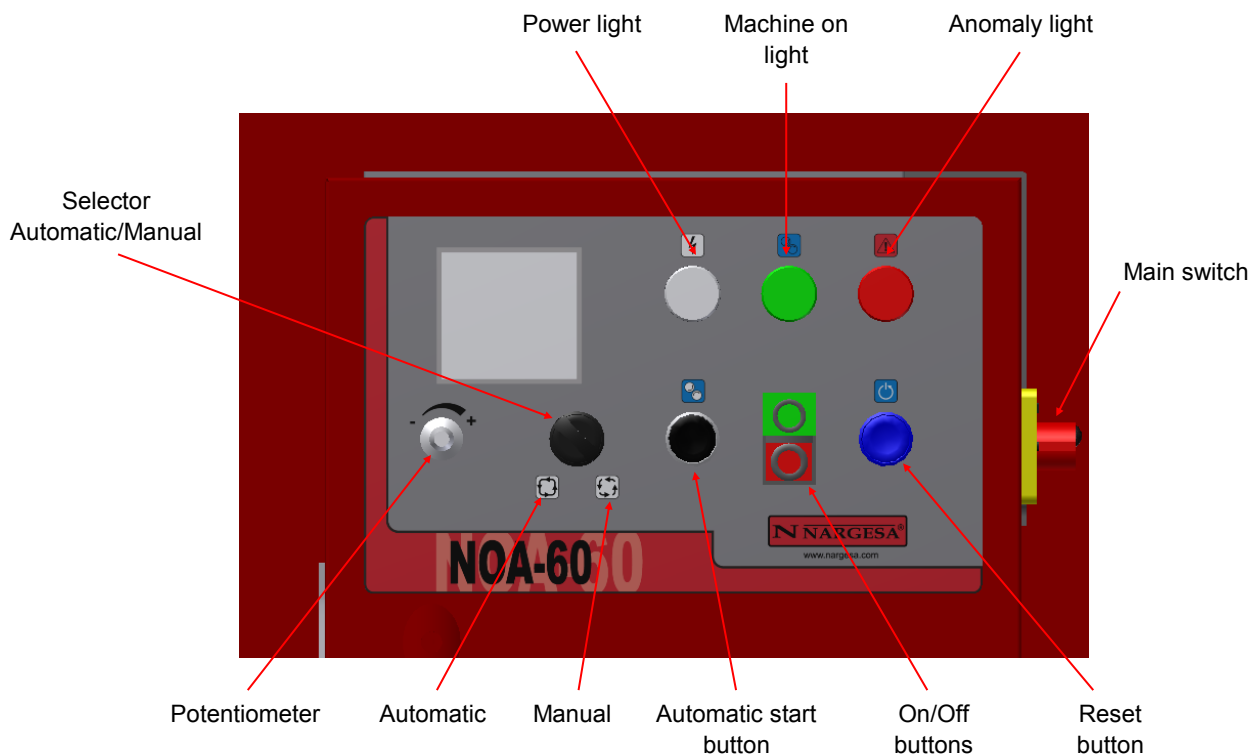 Power light
Machine on
light
Anomaly light
Selector
Automatic/Manual
Main switch
- +
N NARGESA®
www.nargesa.com
NOA-60
Potentiometer
Automatic
Manual
Automatic start
button
On/Off
buttons
Reset
button